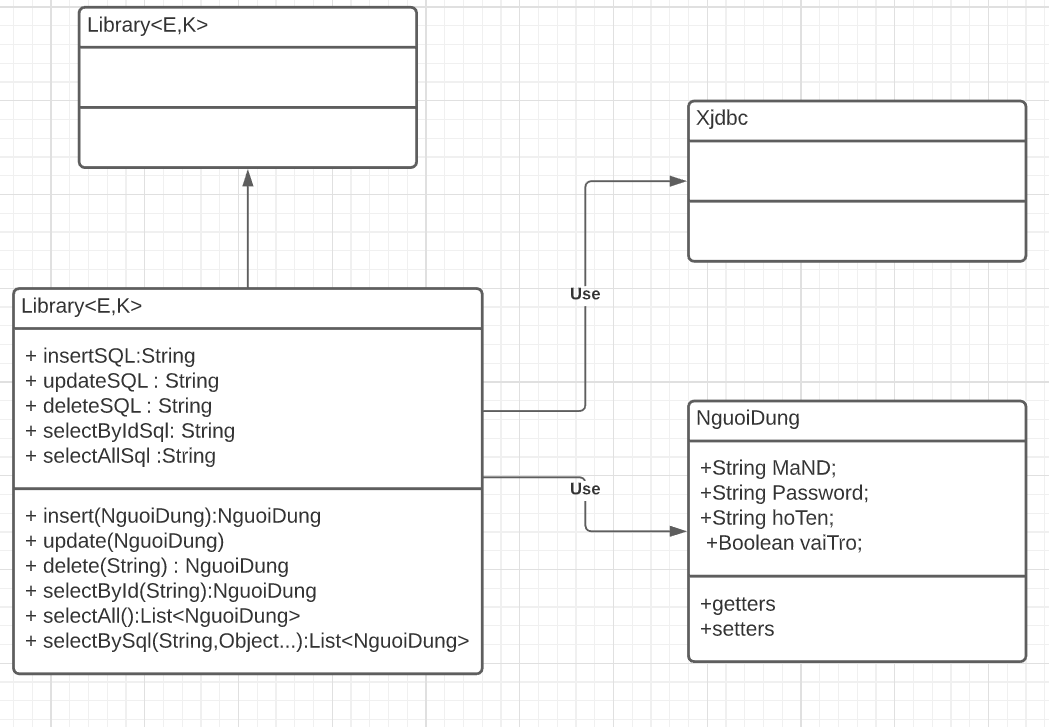 Library<E,K>
Xjdbc
Use
Library<E,K>
+ insertSQL:String
+ updateSQL : String
+ deleteSQL : String
+ selectByIdSql: String
+ selectAllSql :String
+ insert(NguoiDung):NguoiDung
+ update(NguoiDung)
+ delete(String) : NguoiDung
+ selectById(String):NguoiDung
+ selectAll():List<NguoiDung>
+ selectBySql(String,Object...):List<NguoiDung>
Use
NguoiDung
+String MaND;
+String Password;
+String hoTen;
+Boolean vaiTro;
+getters
+setters